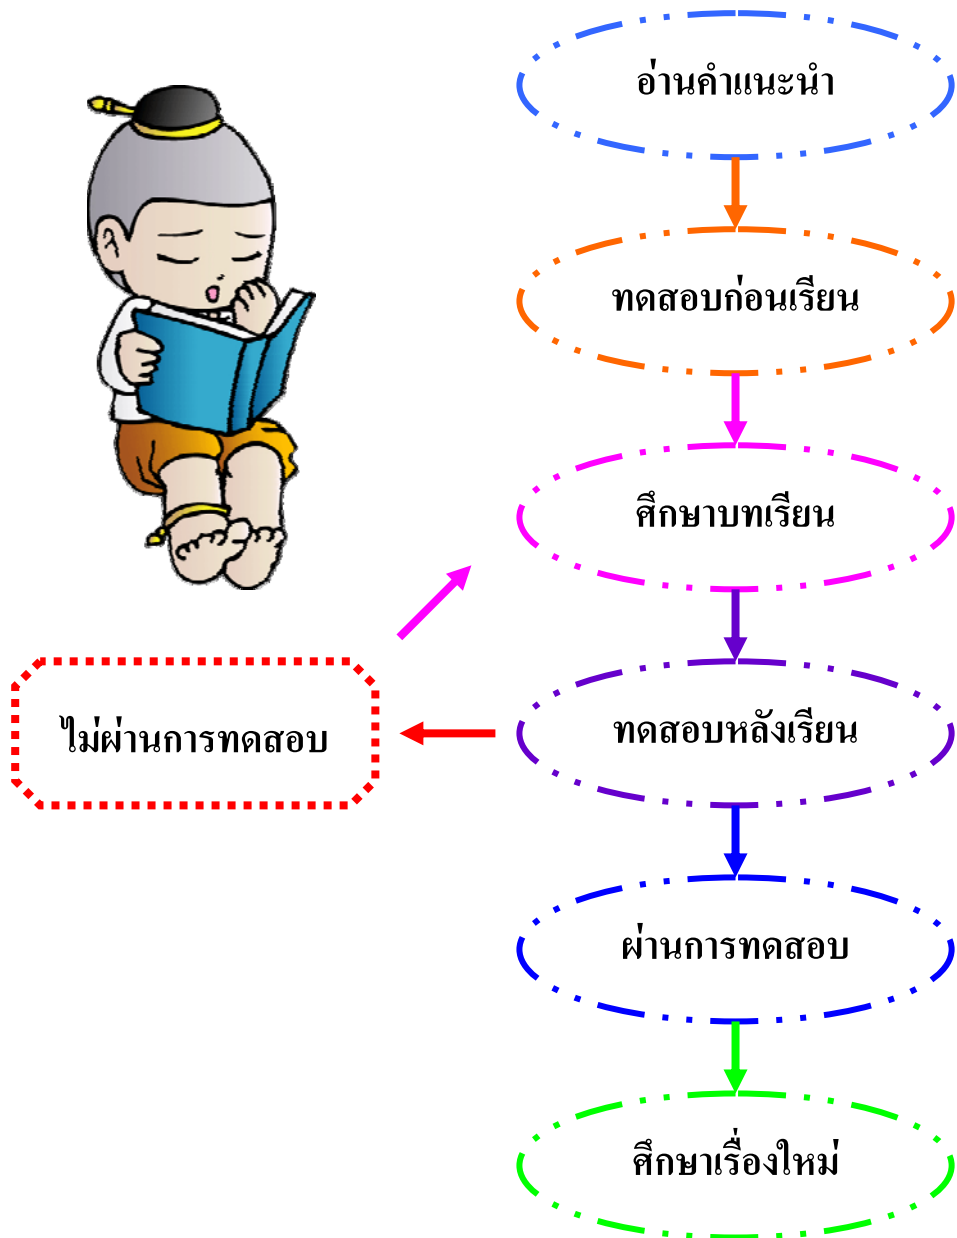 อ่านคำแนะนำ
ทดสอบก่อนเรียน
ศึกษาบทเรียน
ทดสอบหลังเรียน
ไม่ผ่านการทดสอบ
ผ่านการทดสอบ
ศึกษาเรื่องใหม่